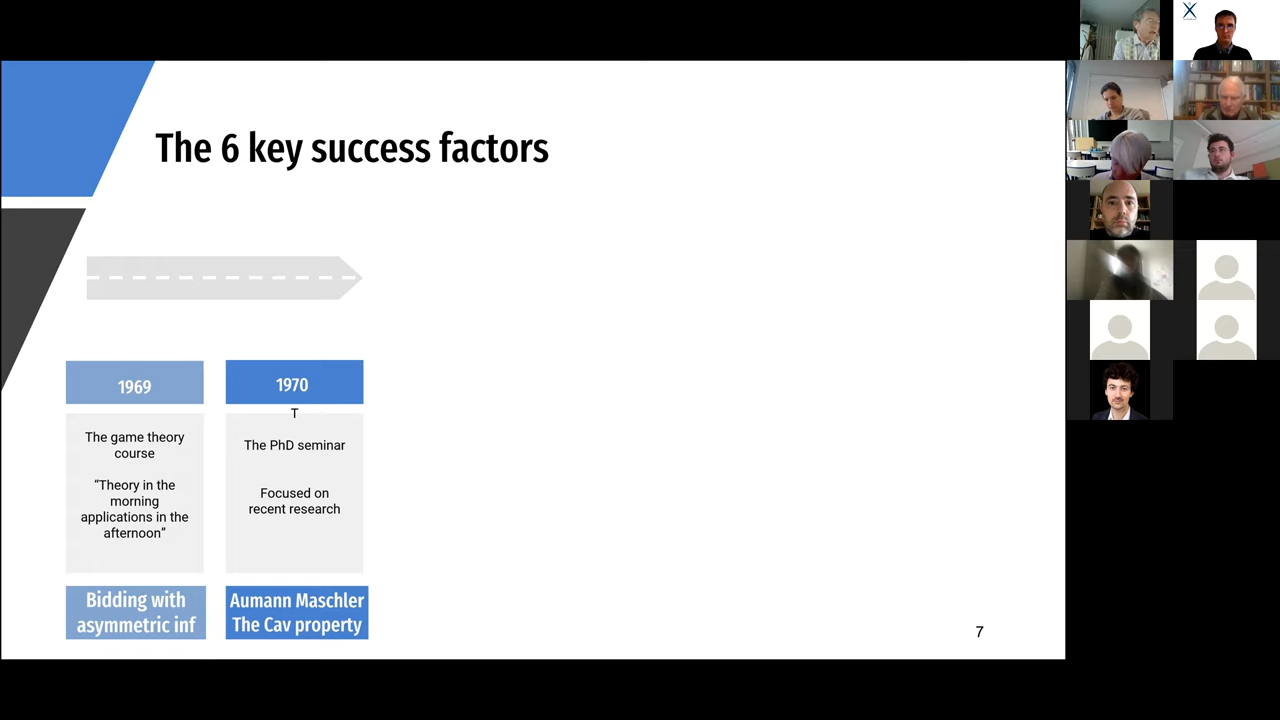 The 6 key success factors
1969
1970
T
The game theory
course
“Theory in the
morning
applications in the
afternoon”
The PhD seminar
Focused on
recent research
Bidding with
asymmetric inf
Aumann Maschler
The Cav property
7